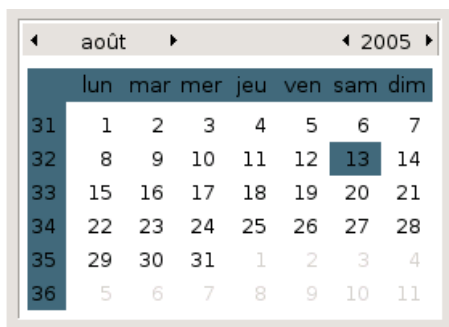 août 2005
lun mar mer jeu ven sam dim
31 1 2 3 4 5 6 7
32 8 9 10 11 12 13 14
33 15 16 17 18 19 20 21
34 22 23 24 25 26 27 28
35 29 30 31 1 2 3 4
36 5 6 7 8 9 10 11